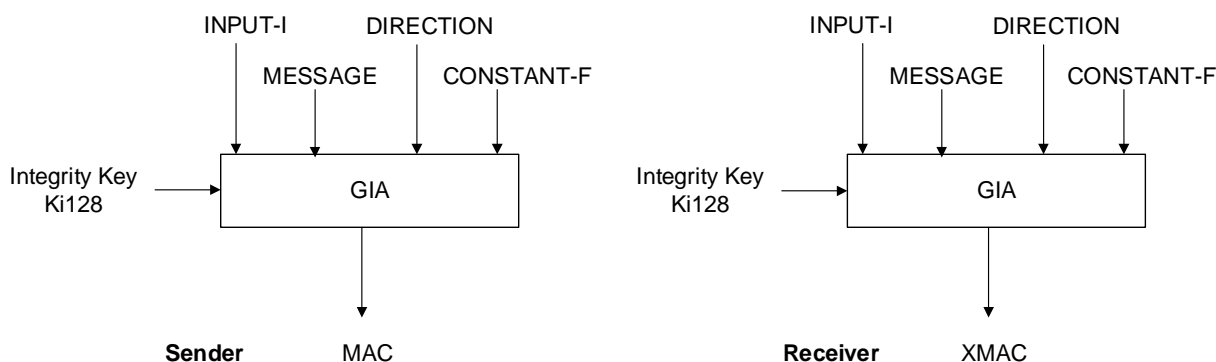 INPUT-I DIRECTION
MESSAGE CONSTANT-F
Integrity Key
Ki128
GIA
Sender MAC
INPUT-I DIRECTION
MESSAGE CONSTANT-F
Integrity Key
Ki128
GIA
Receiver XMAC